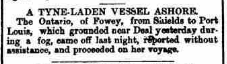 A TYNE-LADEN VESSEL ASHORE.
The Ontario, of Fowey, from Shields to Port
Louis, which grounded near Deal yesterday dur-
ing a fog, came off last night, reported without
assistance, and proceeded on her voyage.